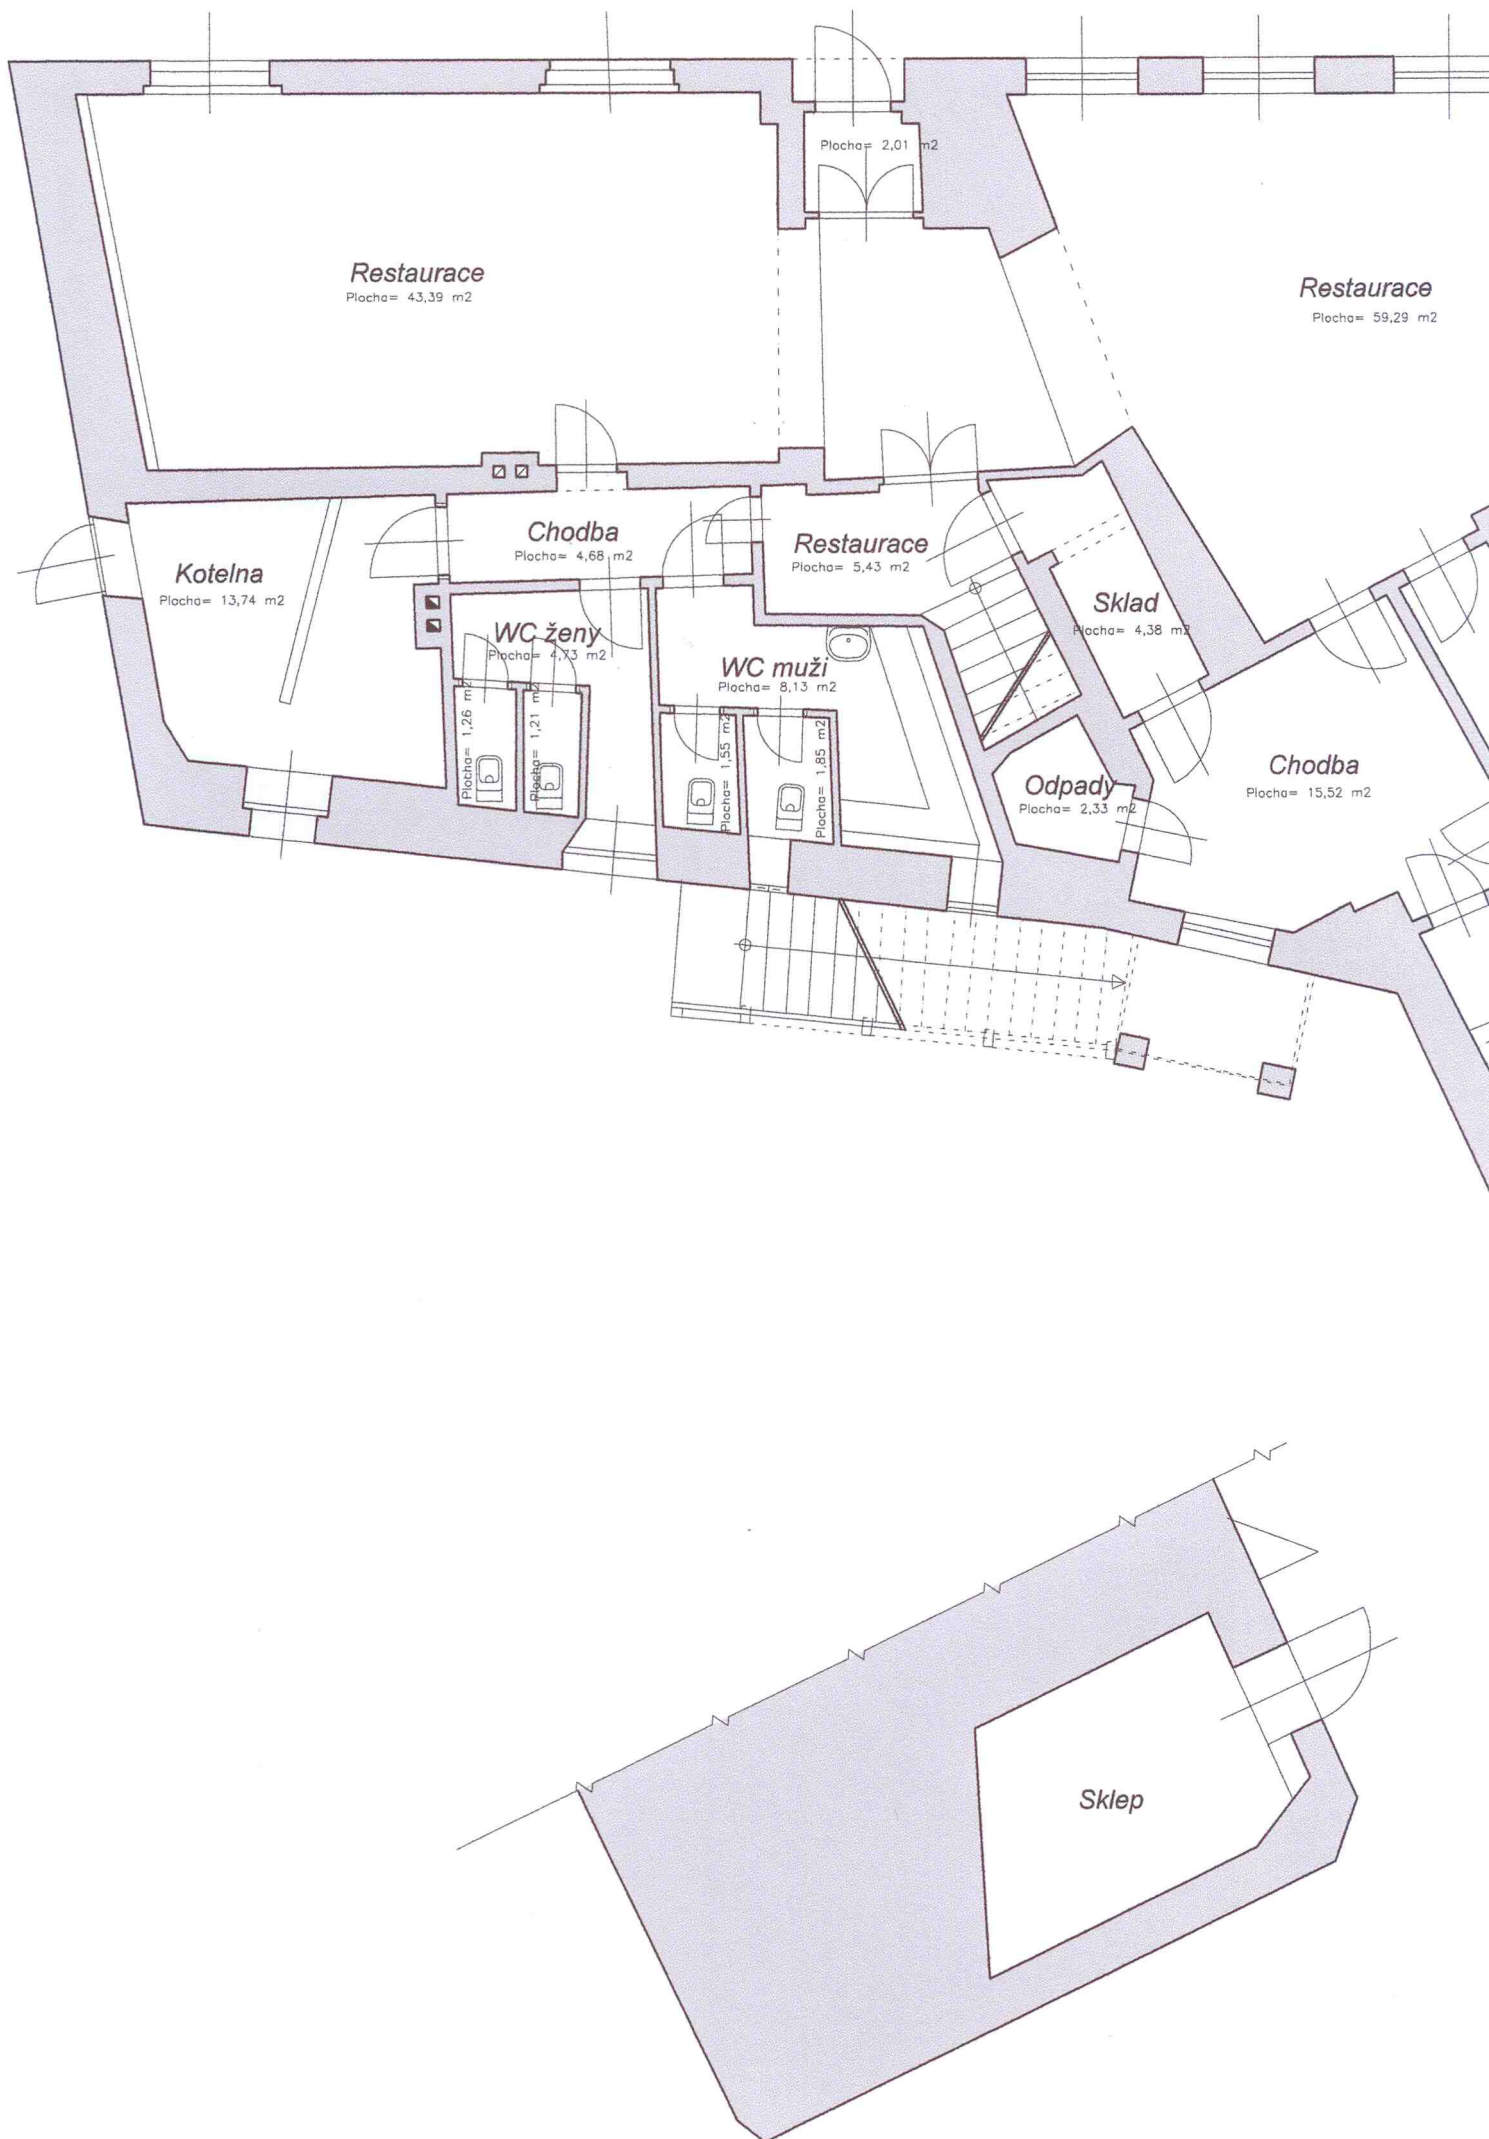 Plocha= 2,01 m2
Restaurace
Plocha= 43,39 m2
Restaurace
Plocha= 59,29 m2
Chodba
Plocha= 4,68 m2
Restaurace
Plocha= 5,43 m2
Kotelna
Plocha= 13,74 m2
Sklad
Plocha= 4,38 m2
WC ženy
Plocha= 4,73 m2
WC muži
Plocha= 8,13 m2
Plocha= 1,26 m2
Plocha= 1,21 m2
Plocha= 1,55 m2
Plocha= 1,85 m2
Odpady
Plocha= 2,33 m2
Chodba
Plocha= 15,52 m2
Sklep